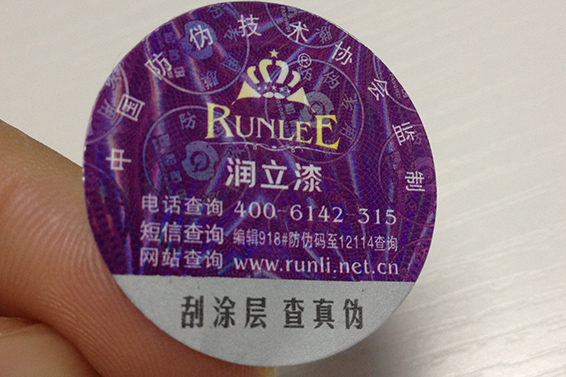 中国防伪技术协会监制
®
RUNLEE
润立漆
电话查询 400-6142-315
短信查询 编辑918#防伪码至12114查询
网站查询 www.runli.net.cn
刮涂层 查真伪